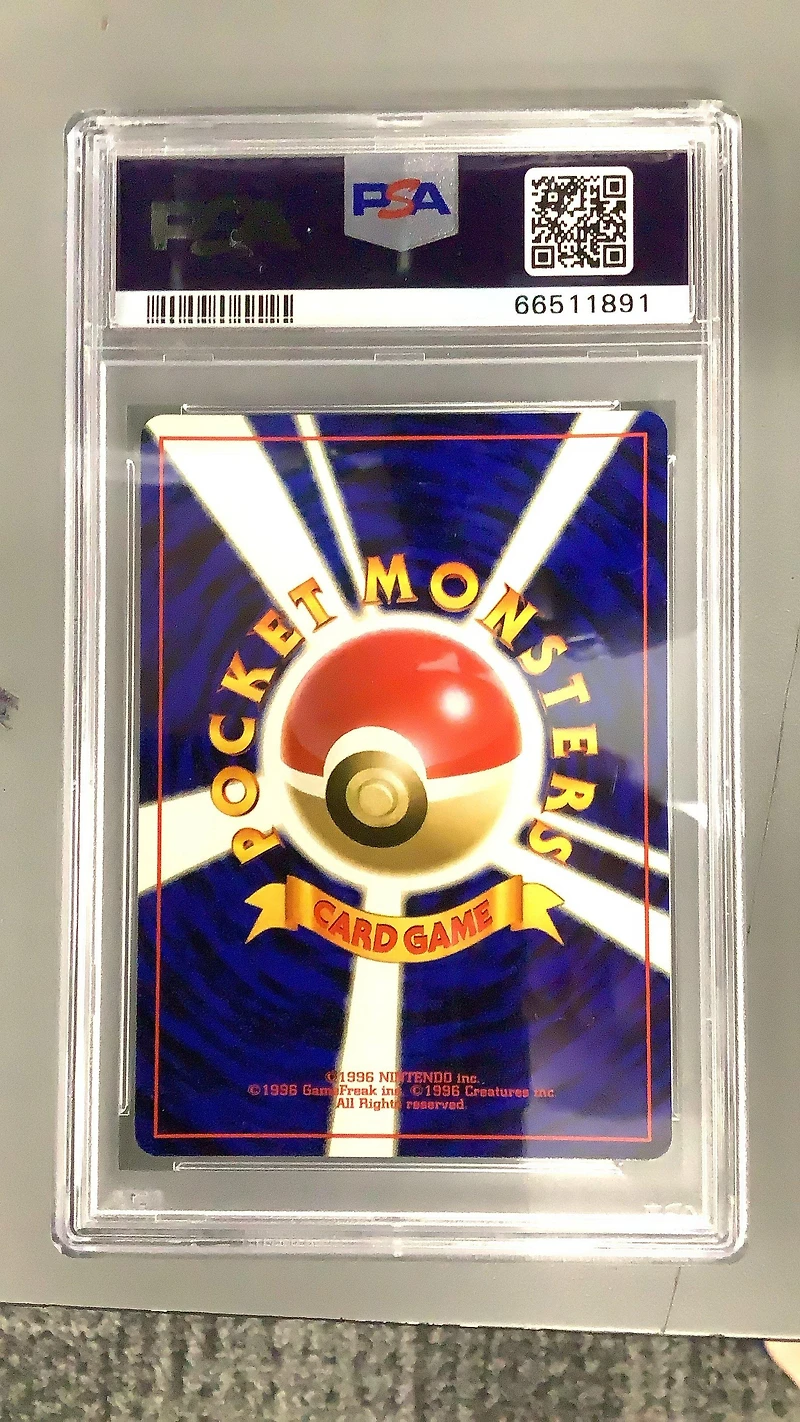 PSA
PSA
66511891
POCKET MONSTERS
CARD GAME
©1996 NINTENDO inc.
©1996 GameFreak inc. ©1996 Creatures inc.
All Rights reserved.